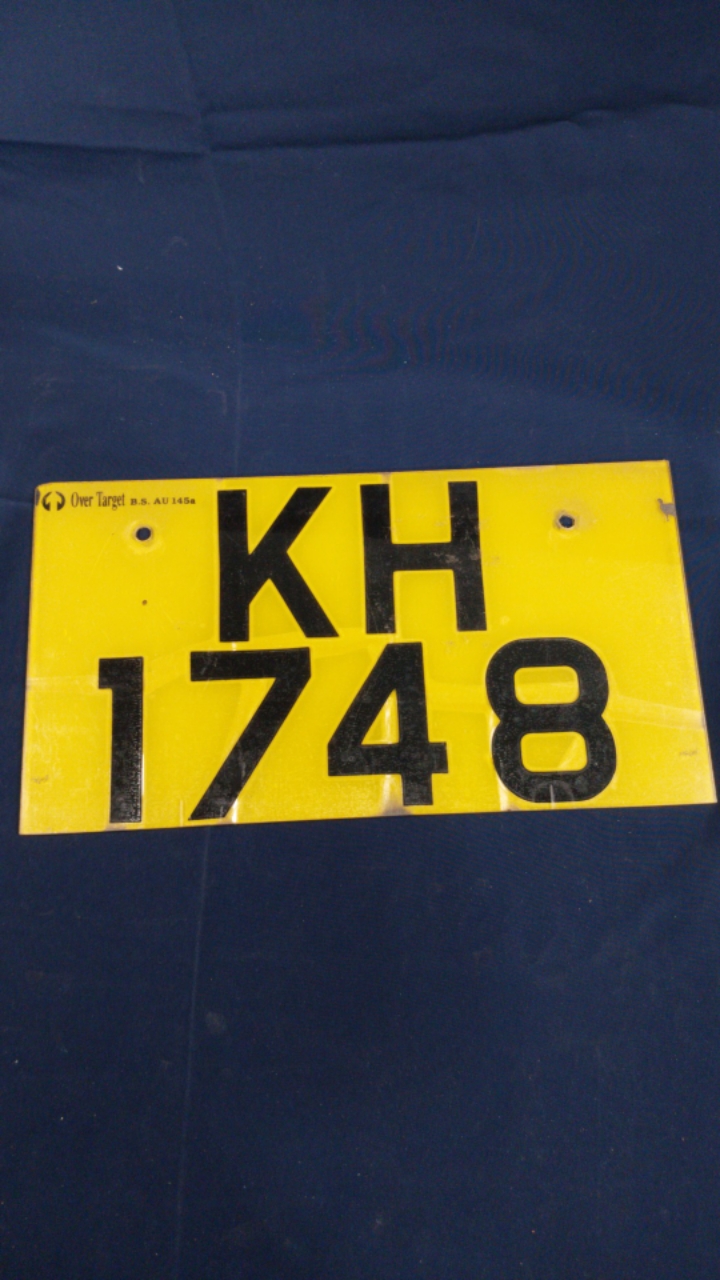 Over Target B.S. AU 145a
KH
1748